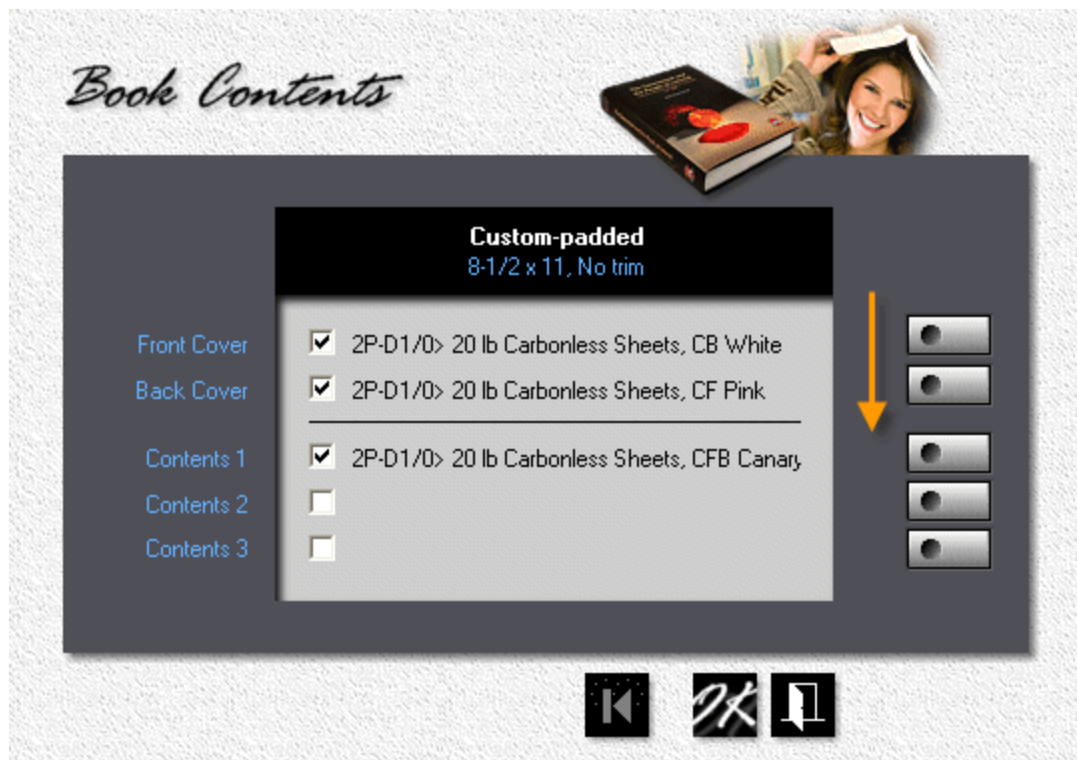 Book Contents
Custom-padded
8-1/2 x 11, No trim
Front Cover
2P-D1/0> 20 lb Carbonless Sheets, CB White
Back Cover
2P-D1/0> 20 lb Carbonless Sheets, CF Pink
Contents 1
2P-D1/0> 20 lb Carbonless Sheets, CFB Canary
Contents 2
Contents 3
OK